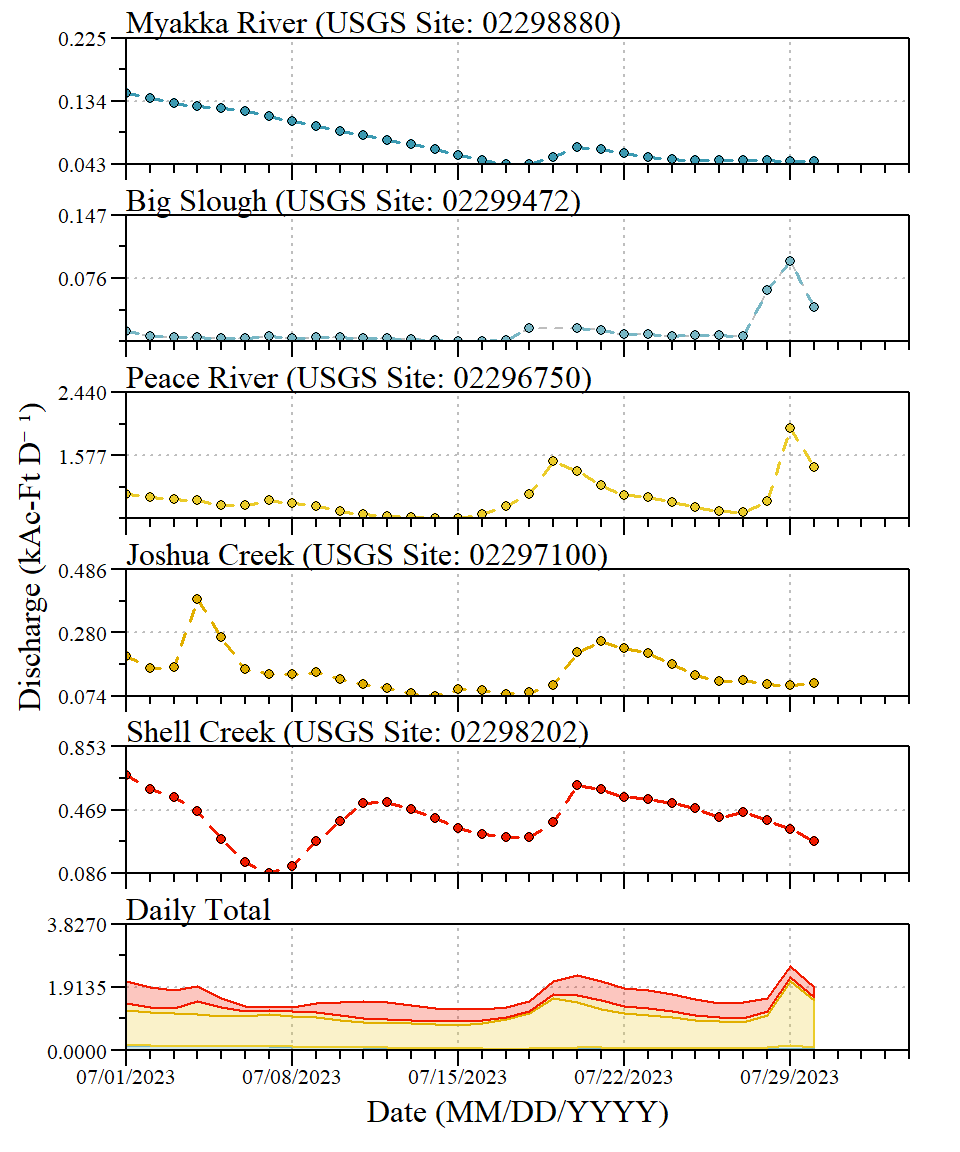 Myakka River (USGS Site: 02298880)
0.225
0.134
0.043
Big Slough (USGS Site: 02299472)
0.147
0.076
Peace River (USGS Site: 02296750)
2.440
1.577
Joshua Creek (USGS Site: 02297100)
0.486
0.280
0.074
Shell Creek (USGS Site: 02298202)
0.853
0.469
0.086
Daily Total
3.8270
1.9135
0.0000
Discharge (kAc-Ft D⁻¹)
07/01/2023 07/08/2023 07/15/2023 07/22/2023 07/29/2023
Date (MM/DD/YYYY)